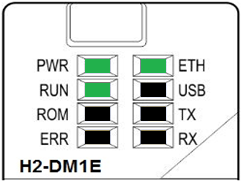 PWR ETH
RUN USB
ROM TX
ERR RX
H2-DM1E